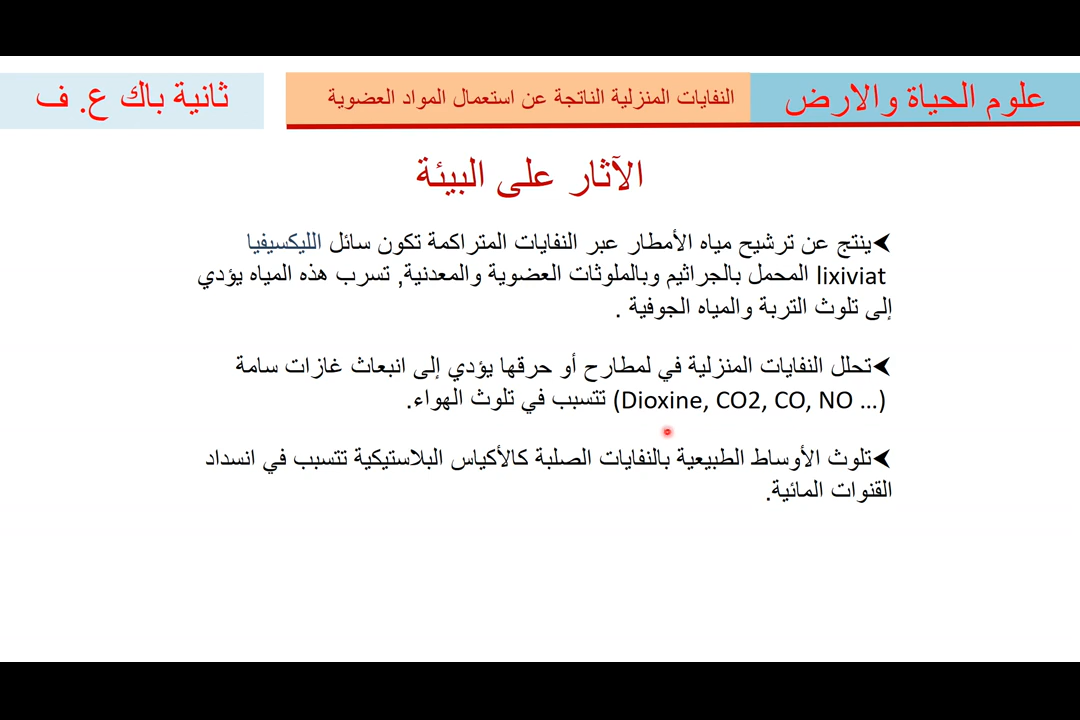 علوم الحياة والارض
النفايات المنزلية الناتجة عن استعمال المواد العضوية
ثانية باك ع. ف
الآثار على البيئة
ينتج عن ترشيح مياه الأمطار عبر النفايات المتراكمة تكون سائل الليكسيفيا
lixiviat المحمل بالجراثيم وبالملوثات العضوية والمعدنية, تسرب هذه المياه يؤدي
إلى تلوث التربة والمياه الجوفية .
تحلل النفايات المنزلية في لمطارح أو حرقها يؤدي إلى انبعاث غازات سامة
(Dioxine, CO2, CO, NO ...) تتسبب في تلوث الهواء.
تلوث الأوساط الطبيعية بالنفايات الصلبة كالأكياس البلاستيكية تتسبب في انسداد
القنوات المائية.